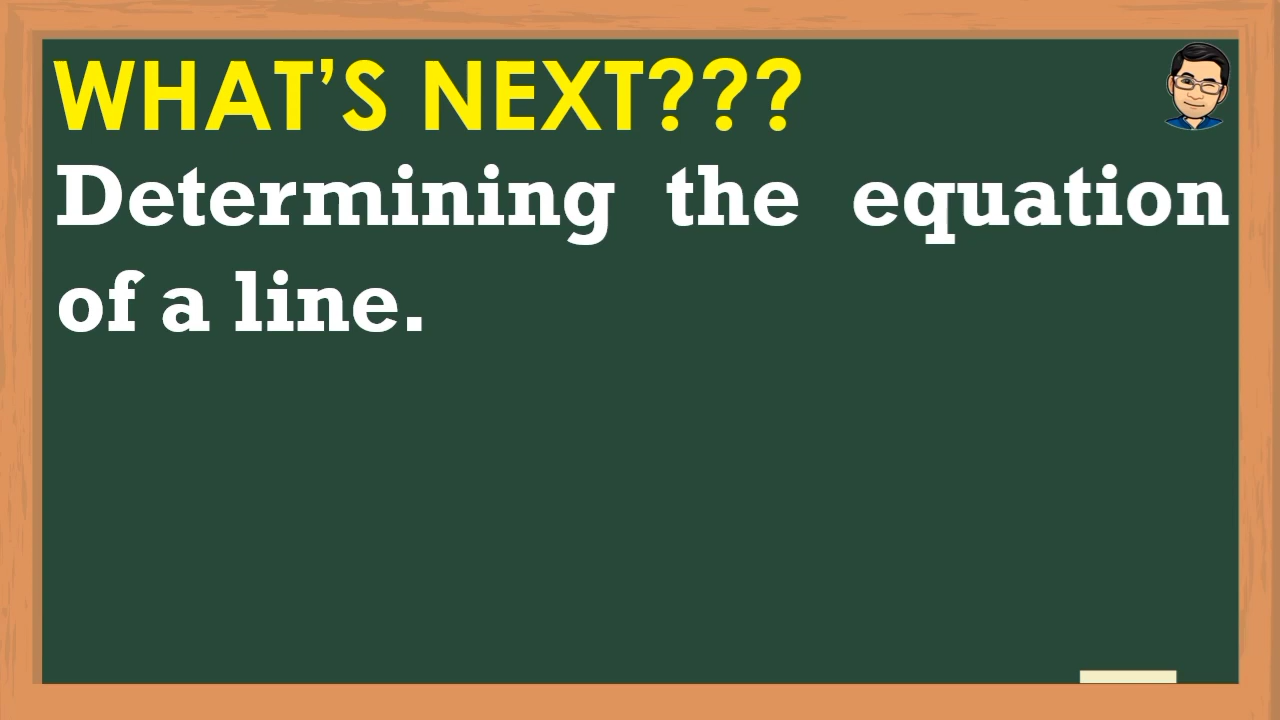 WHAT’S NEXT???
Determining the equation
of a line.